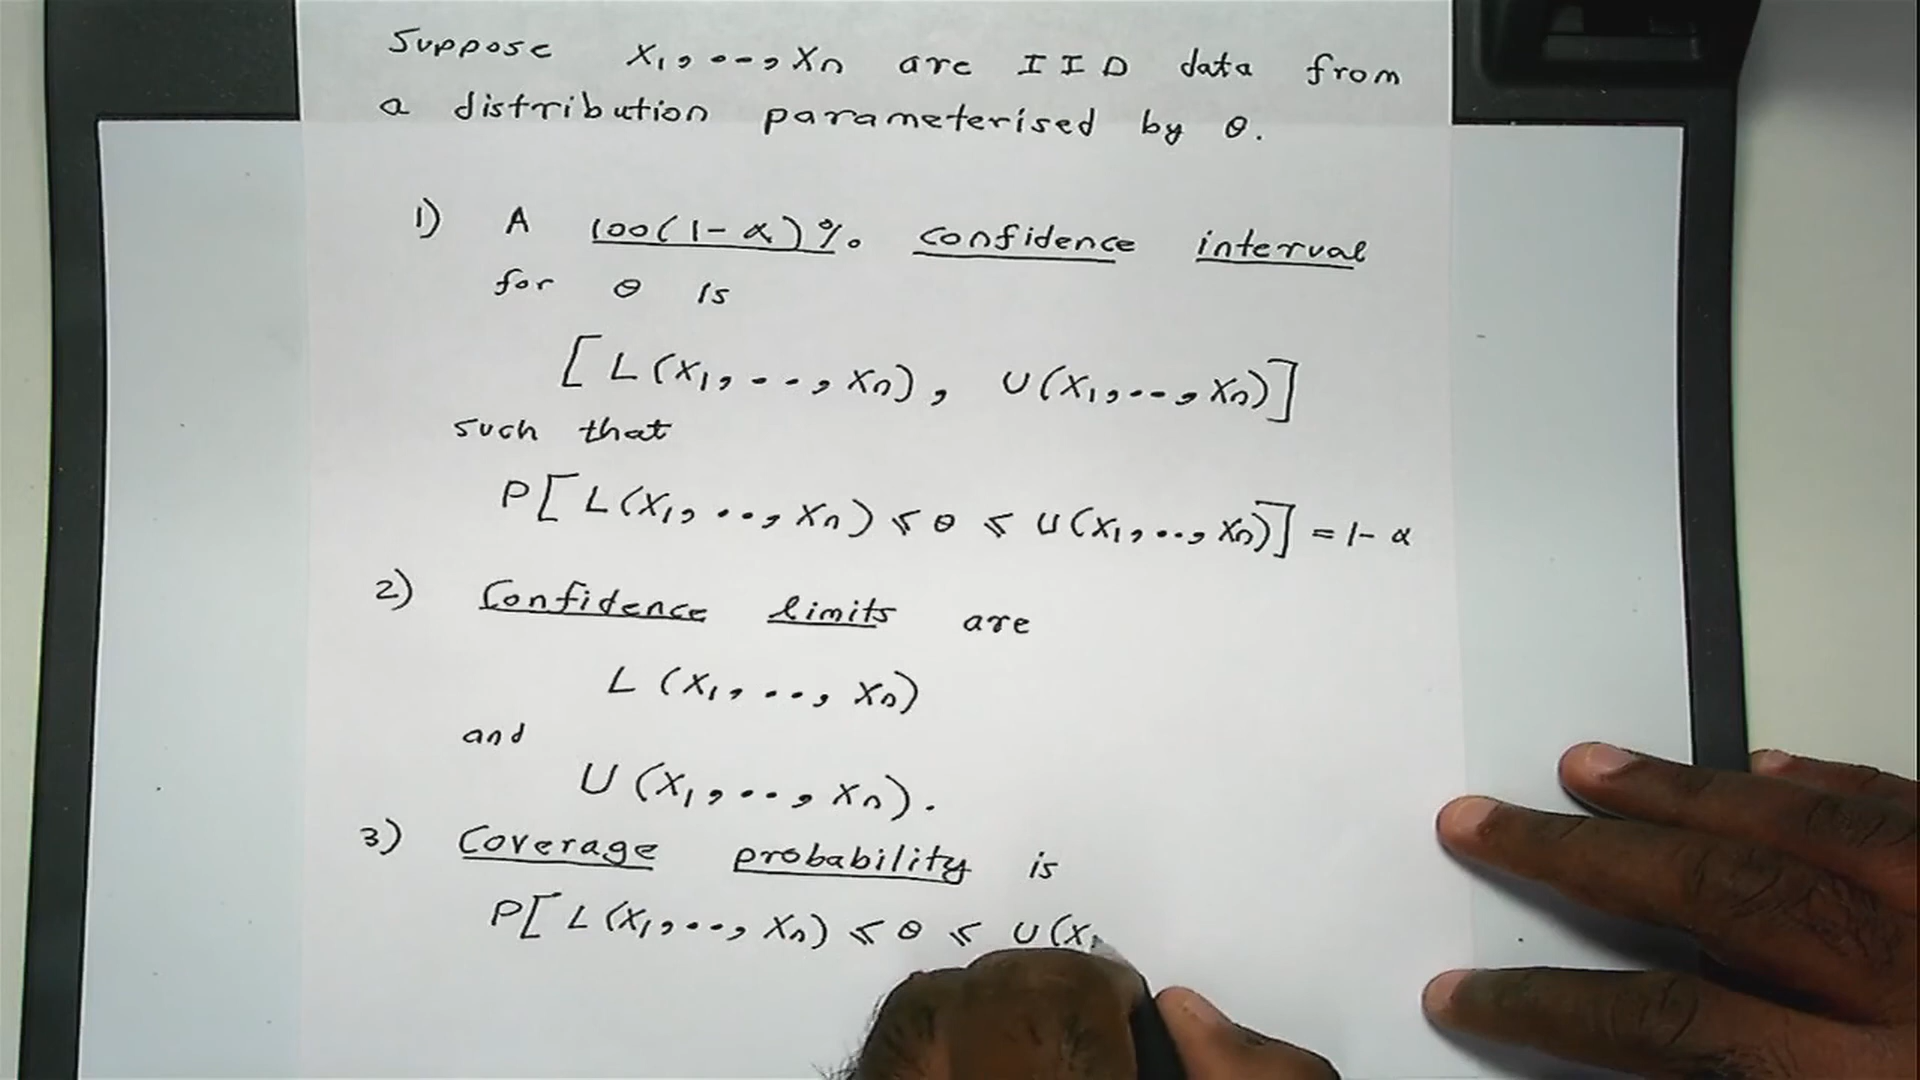 Suppose X1, ..., Xn are IID data from
a distribution parameterised by θ.
1) A 100(1-α)% confidence interval
for θ is
[L(X1, ..., Xn), U(X1, ..., Xn)]
such that
P[L(X1, ..., Xn) ⩽ θ ⩽ U(X1, ..., Xn)] = 1-α
2) Confidence limits are
L(X1, ..., Xn)
and
U(X1, ..., Xn).
3) Coverage probability is
P[L(X1, ..., Xn) ⩽ θ ⩽ U(X1